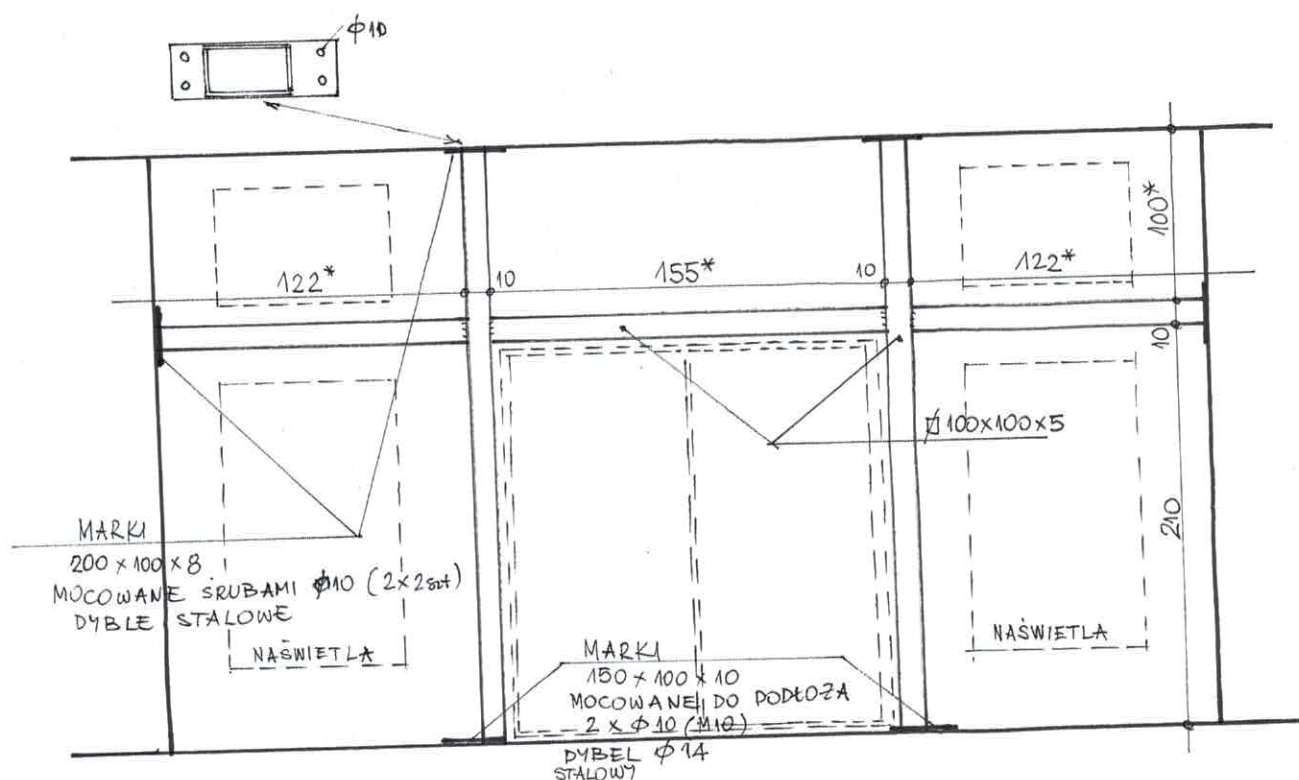 ϕ10
122*
10
155*
10
122*
100*
10
210
⌷ 100x100x5
MARKI
200 x 100 x 8
MOCOWANE ŚRUBAMI ϕ10 (2x2szt)
DYBLE STALOWE
NAŚWIETLA
MARKI
150 x 100 x 10
MOCOWANE DO PODŁOŻA
2 x ϕ10 (M10)
DYBEL ϕ14
STALOWY
NAŚWIETLA